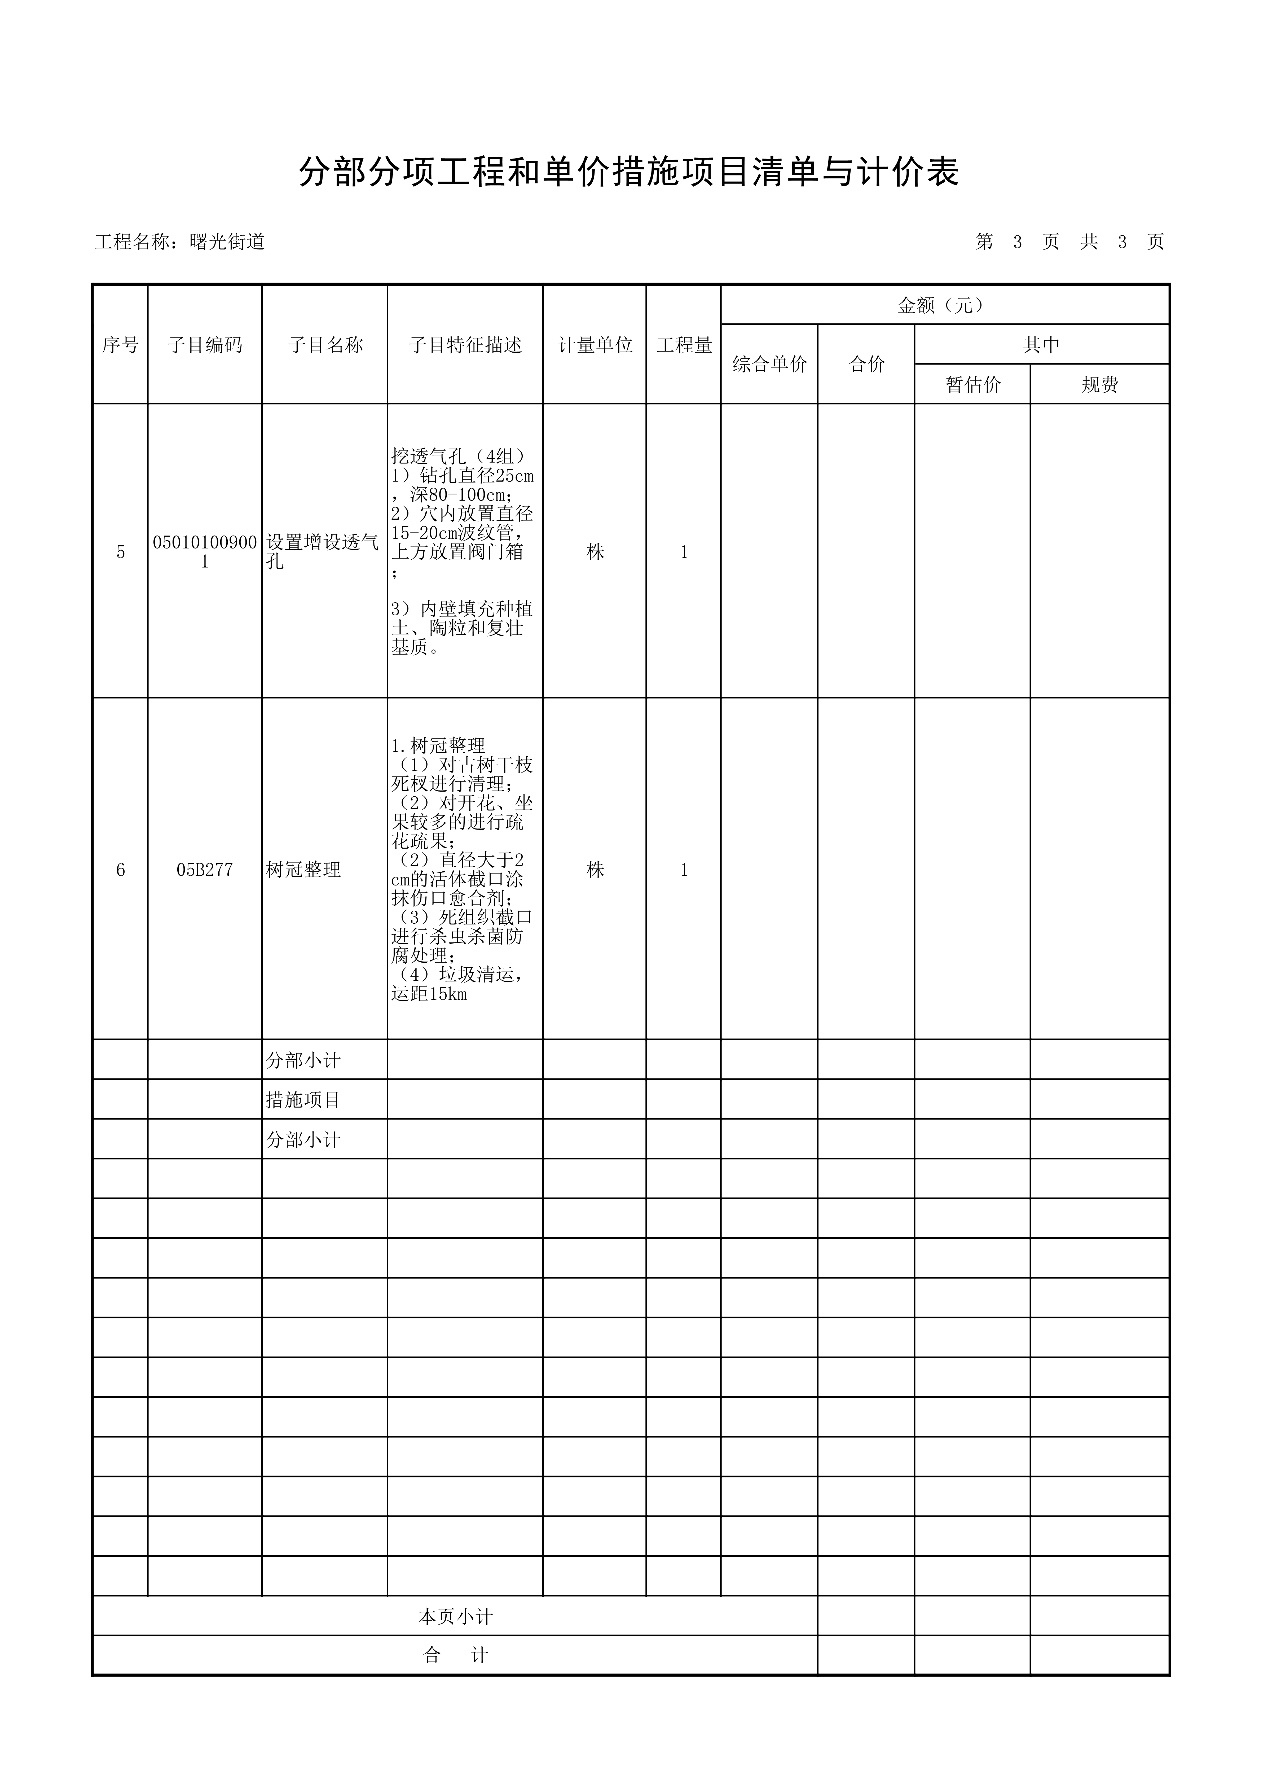 分部分项工程和单价措施项目清单与计价表
工程名称：曙光街道
第 3 页 共 3 页
序号
子目编码
子目名称
子目特征描述
计量单位
工程量
金额（元）
综合单价
合价
其中
暂估价
规费
5
05010100900
1
设置增设透气
孔
挖透气孔（4组）
1）钻孔直径25cm
，深80-100cm；
2）穴内放置直径
15-20cm波纹管，
上方放置阀门箱
；
3）内壁填充种植
土、陶粒和复壮
基质。
株
1
6
05B277
树冠整理
1.树冠整理
（1）对古树干枝
死杈进行清理；
（2）对开花、坐
果较多的进行疏
花疏果；
（2）直径大于2
cm的活体截口涂
抹伤口愈合剂；
（3）死组织截口
进行杀虫杀菌防
腐处理；
（4）垃圾清运，
运距15km
株
1
分部小计
措施项目
分部小计
本页小计
合 计